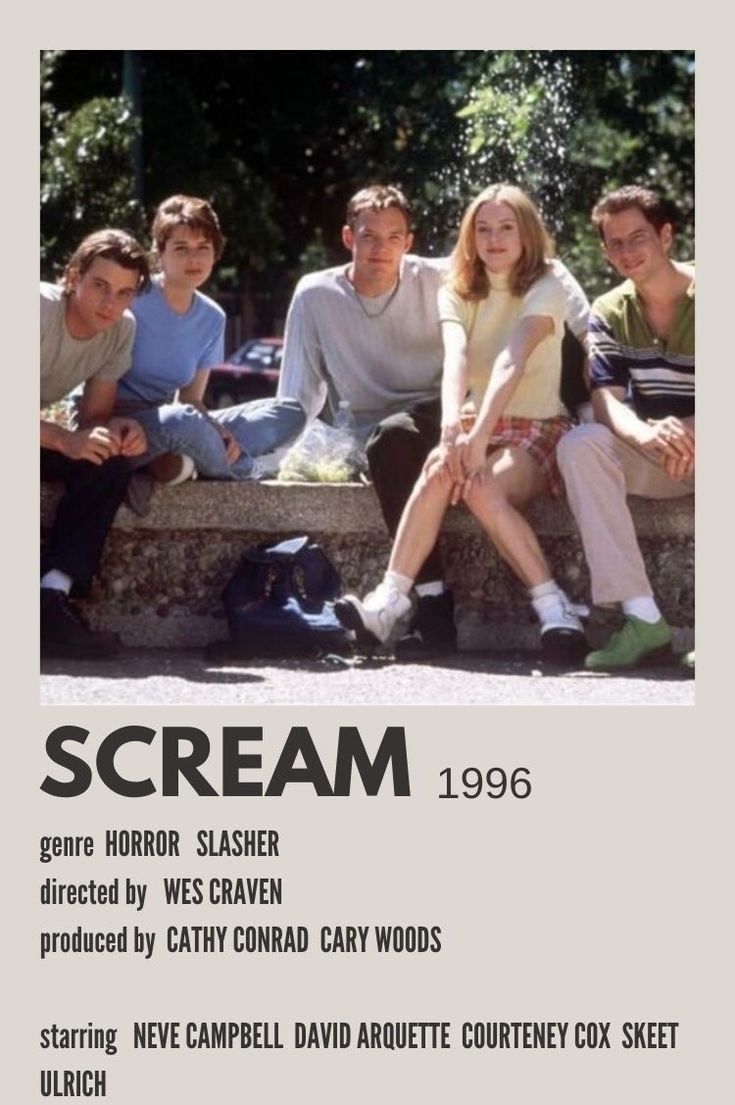 SCREAM 1996
genre HORROR SLASHER
directed by WES CRAVEN
produced by CATHY CONRAD CARY WOODS
starring NEVE CAMPBELL DAVID ARQUETTE COURTENEY COX SKEET
ULRICH